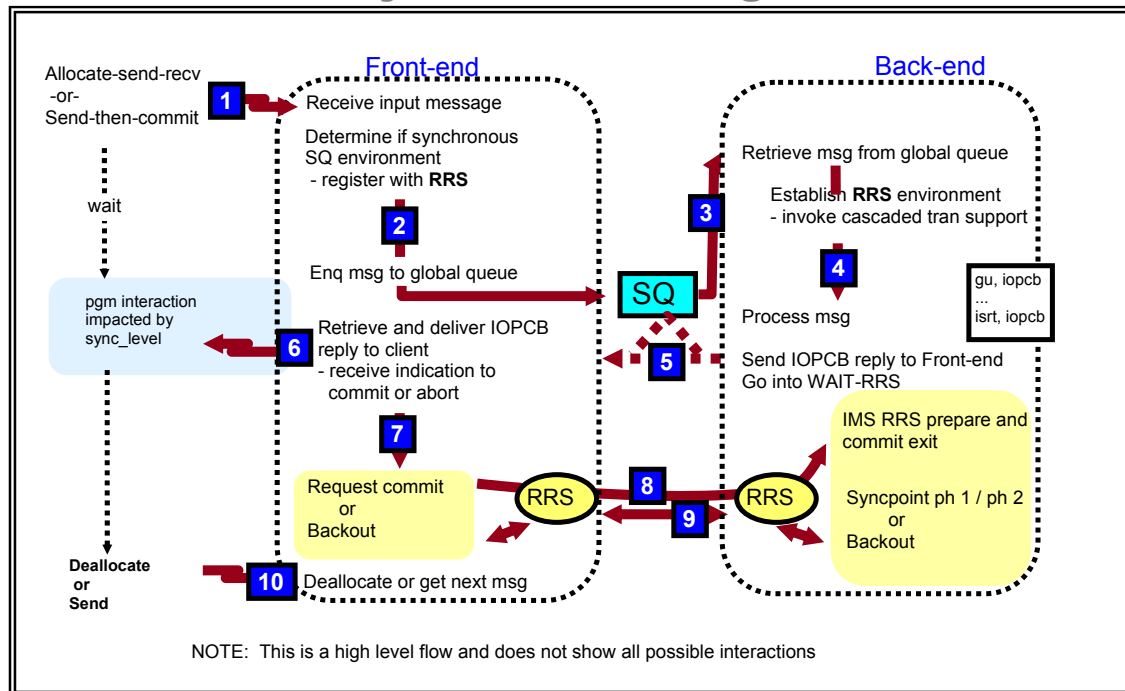 Front-end
Back-end
Allocate-send-recv
-or-
Send-then-commit
1
Receive input message
Determine if synchronous
SQ environment
- register with RRS
wait
2
Enq msg to global queue
SQ
3
Retrieve msg from global queue
Establish RRS environment
- invoke cascaded tran support
4
Process msg
gu, iopcb
...
isrt, iopcb
pgm interaction
impacted by
sync_level
6
Retrieve and deliver IOPCB
reply to client
- receive indication to
commit or abort
5
Send IOPCB reply to Front-end
Go into WAIT-RRS
7
Request commit
or
Backout
RRS
8
9
RRS
IMS RRS prepare and
commit exit
Syncpoint ph 1 / ph 2
or
Backout
Deallocate
or
Send
10
Deallocate or get next msg
NOTE: This is a high level flow and does not show all possible interactions